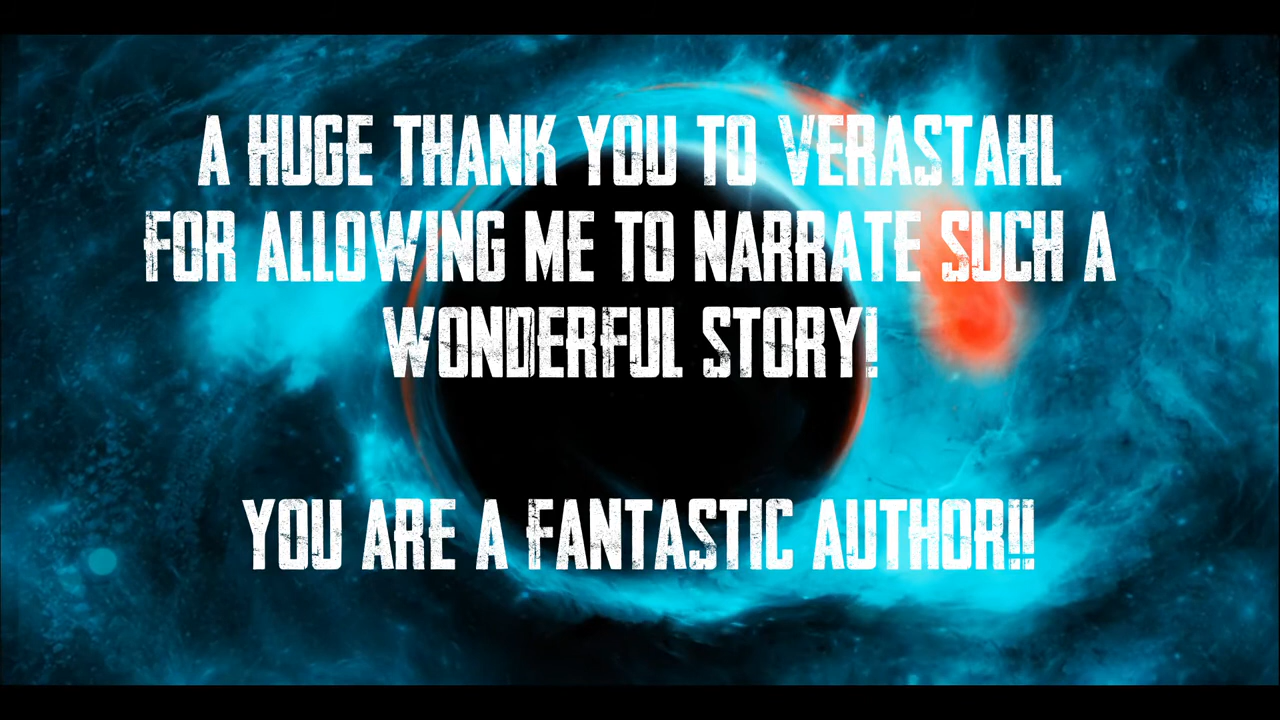 A HUGE THANK YOU TO VERASTAHL
FOR ALLOWING ME TO NARRATE SUCH A
WONDERFUL STORY!
YOU ARE A FANTASTIC AUTHOR!!